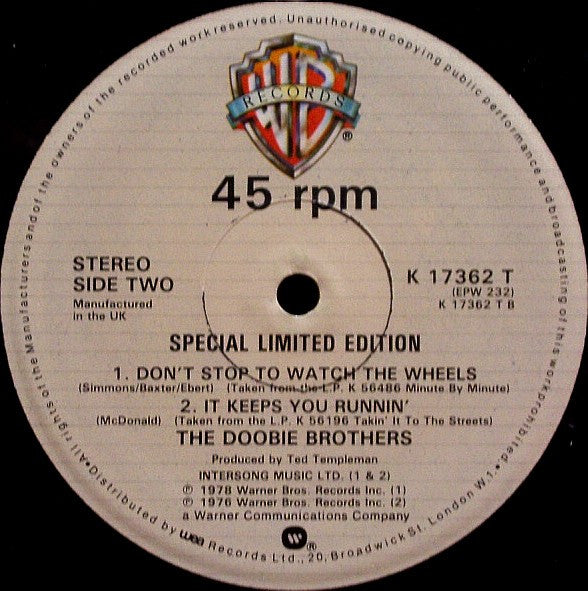 All rights of the Manufacturers and of the owners of the recorded work reserved. Unauthorised copying public performance and broadcasting of this work prohibited.
WB
RECORDS
®
45 rpm
STEREO
SIDE TWO
Manufactured
in the UK
K 17362 T
(EPW 232)
K 17362 T B
SPECIAL LIMITED EDITION
1. DON'T STOP TO WATCH THE WHEELS
(Simmons/Baxter/Ebert) (Taken from the L.P. K 56486 Minute By Minute)
2. IT KEEPS YOU RUNNIN'
(McDonald) (Taken from the L.P. K 56196 Takin' It To The Streets)
THE DOOBIE BROTHERS
Produced by Ted Templeman
INTERSONG MUSIC LTD. (1 & 2)
℗ 1978 Warner Bros. Records Inc. (1)
℗ 1976 Warner Bros. Records Inc. (2)
a Warner Communications Company
®
•Distributed by wea Records Ltd., 20, Broadwick St. London W1.•